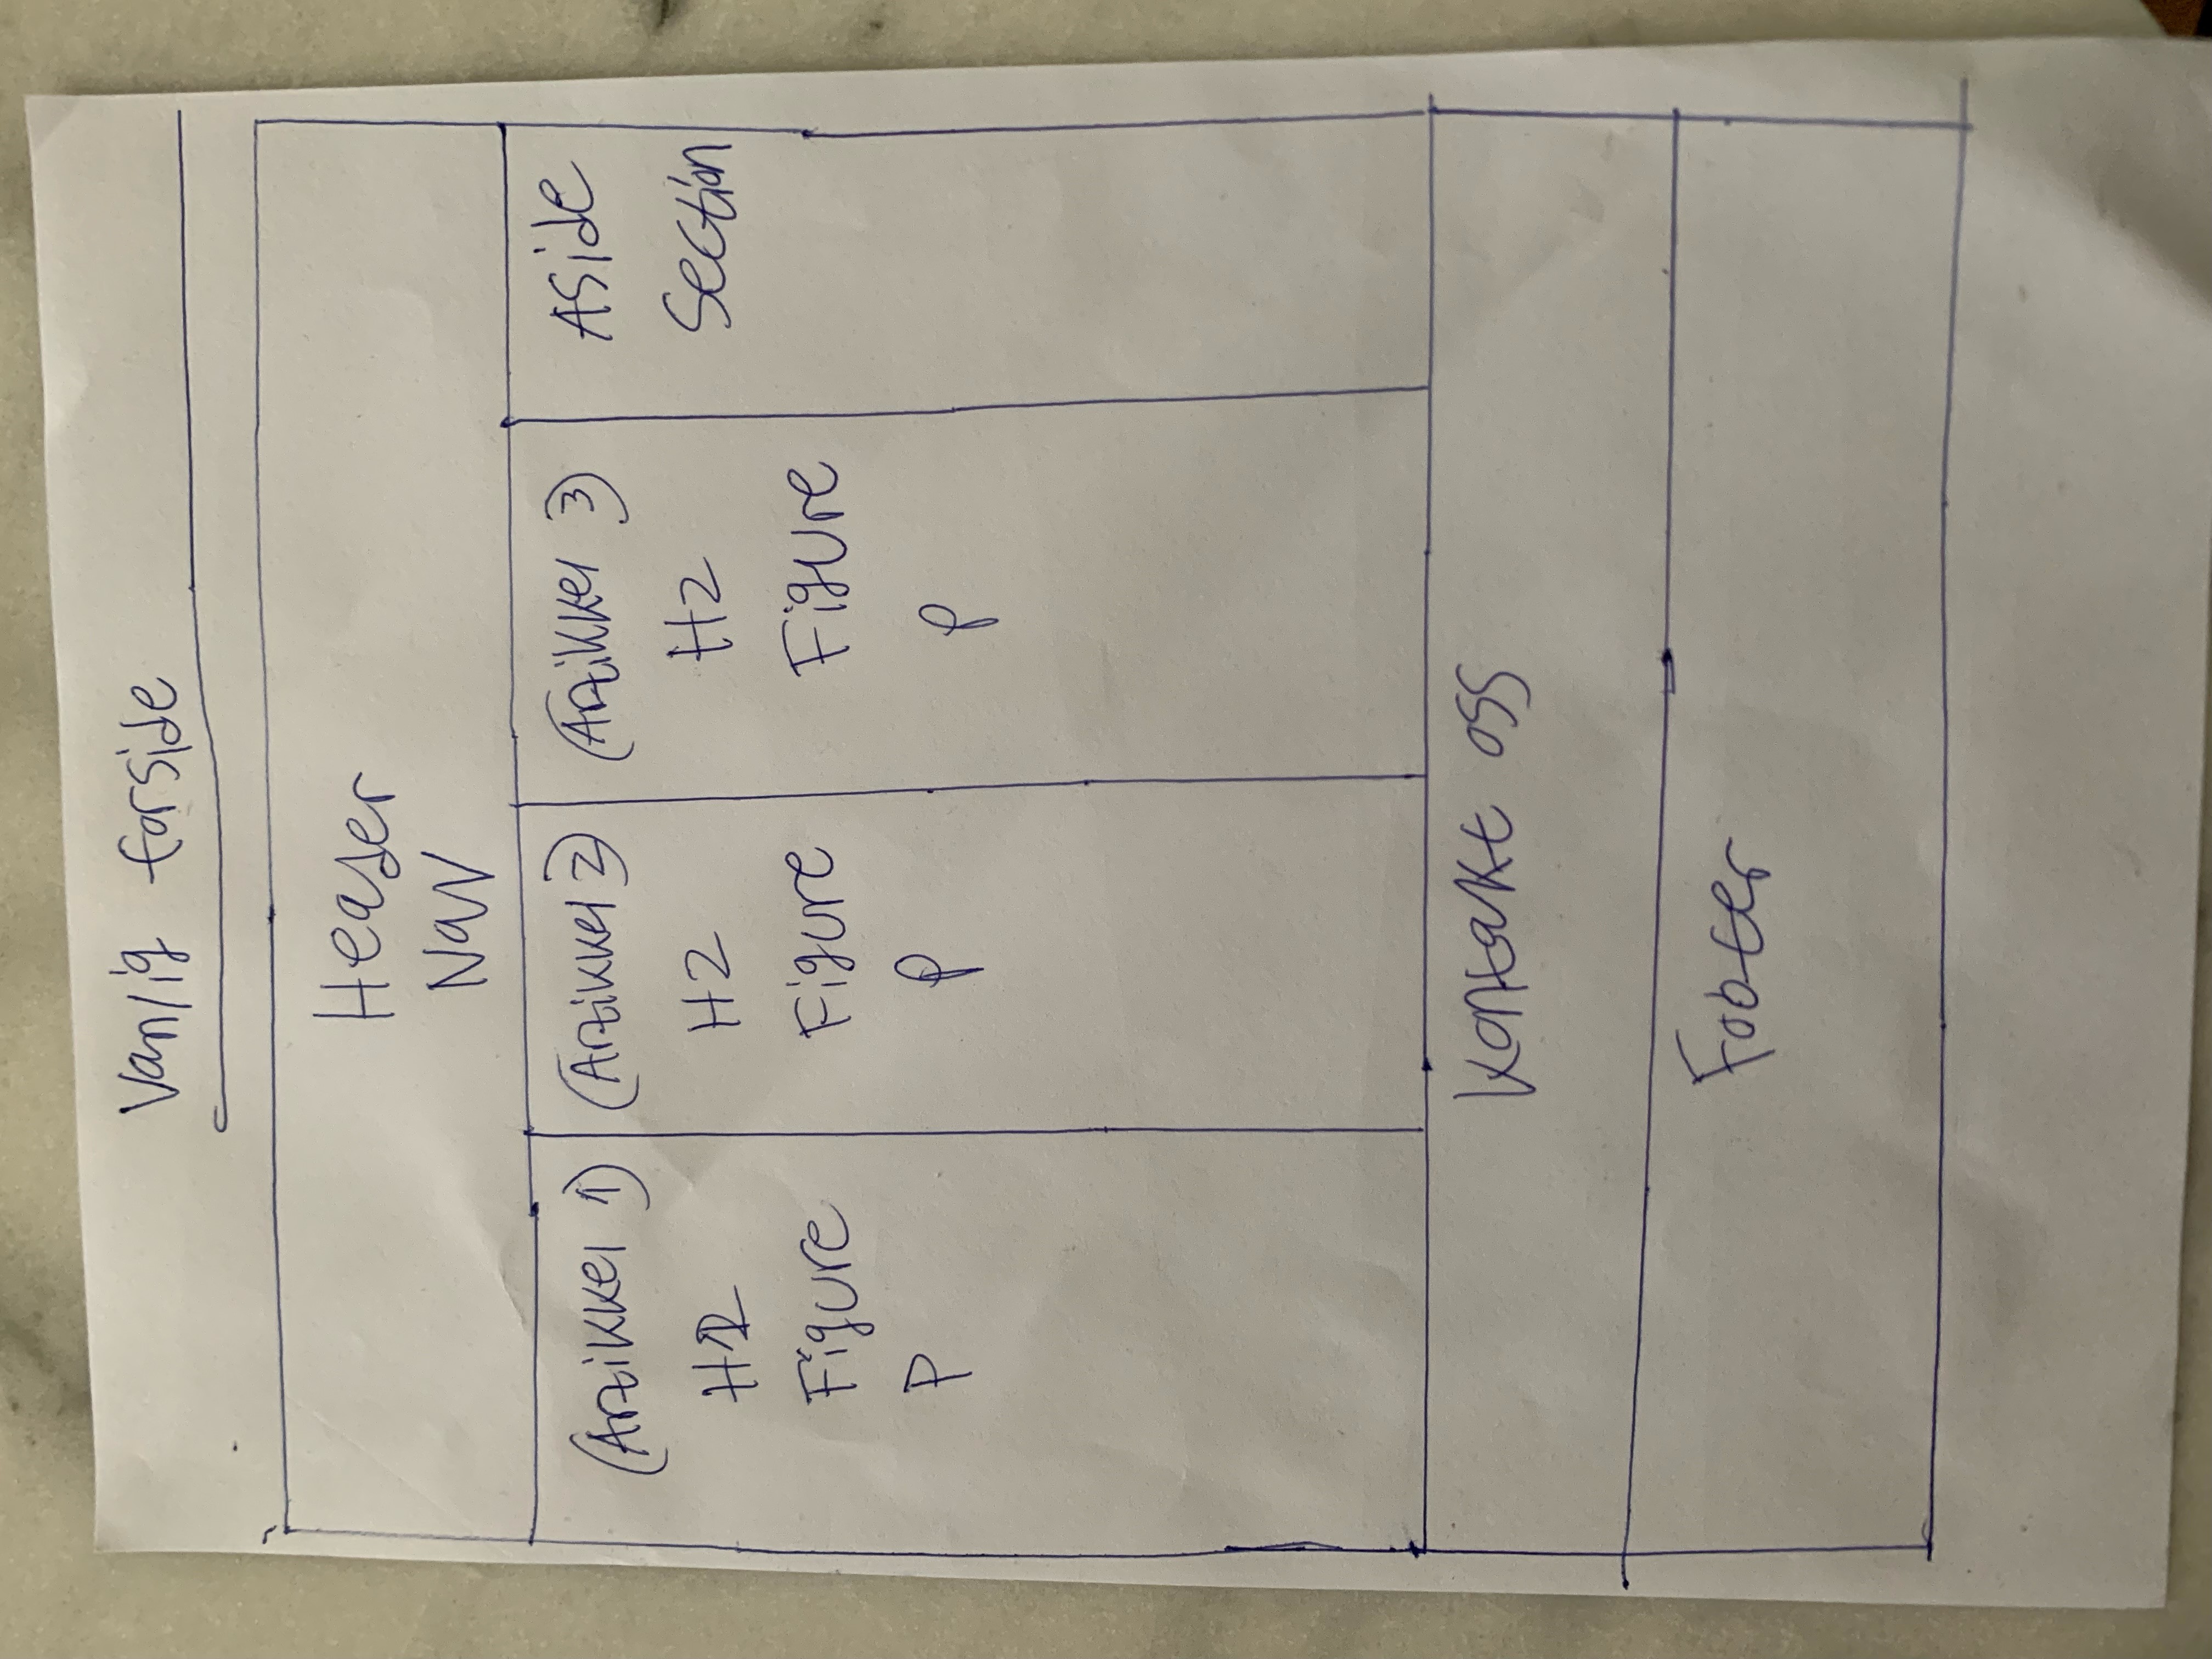 Vanlig forside
Header
Nav
(Artikkel 1)
H2
Figure
P
(Artikkel 2)
H2
Figure
P
(Artikkel 3)
H2
Figure
P
Aside
Section
Kontakt oss
Footer